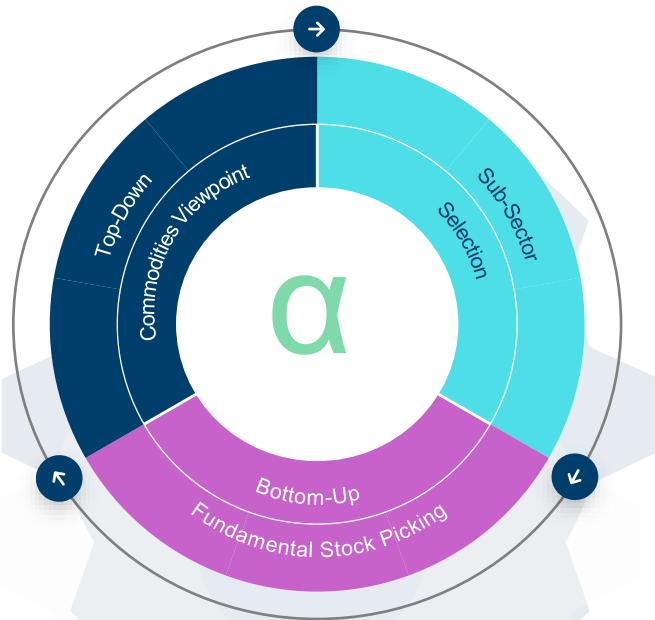 Top-Down
Commodities Viewpoint
Sub-Sector
Selection
α
Bottom-Up
Fundamental Stock Picking